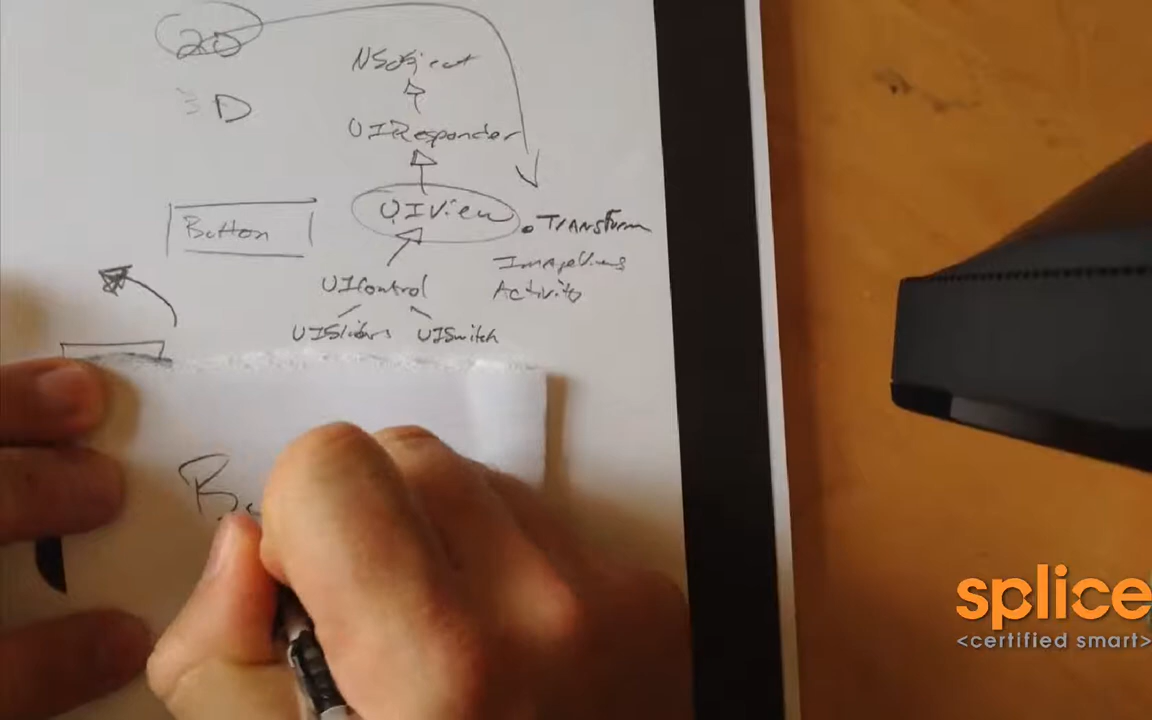 2D
NSObject
3D
UIResponder
UIView
Button
• TRANSform
ImageViews
UIControl
Activity
UISliders UISwitch
splice
<certified smart>